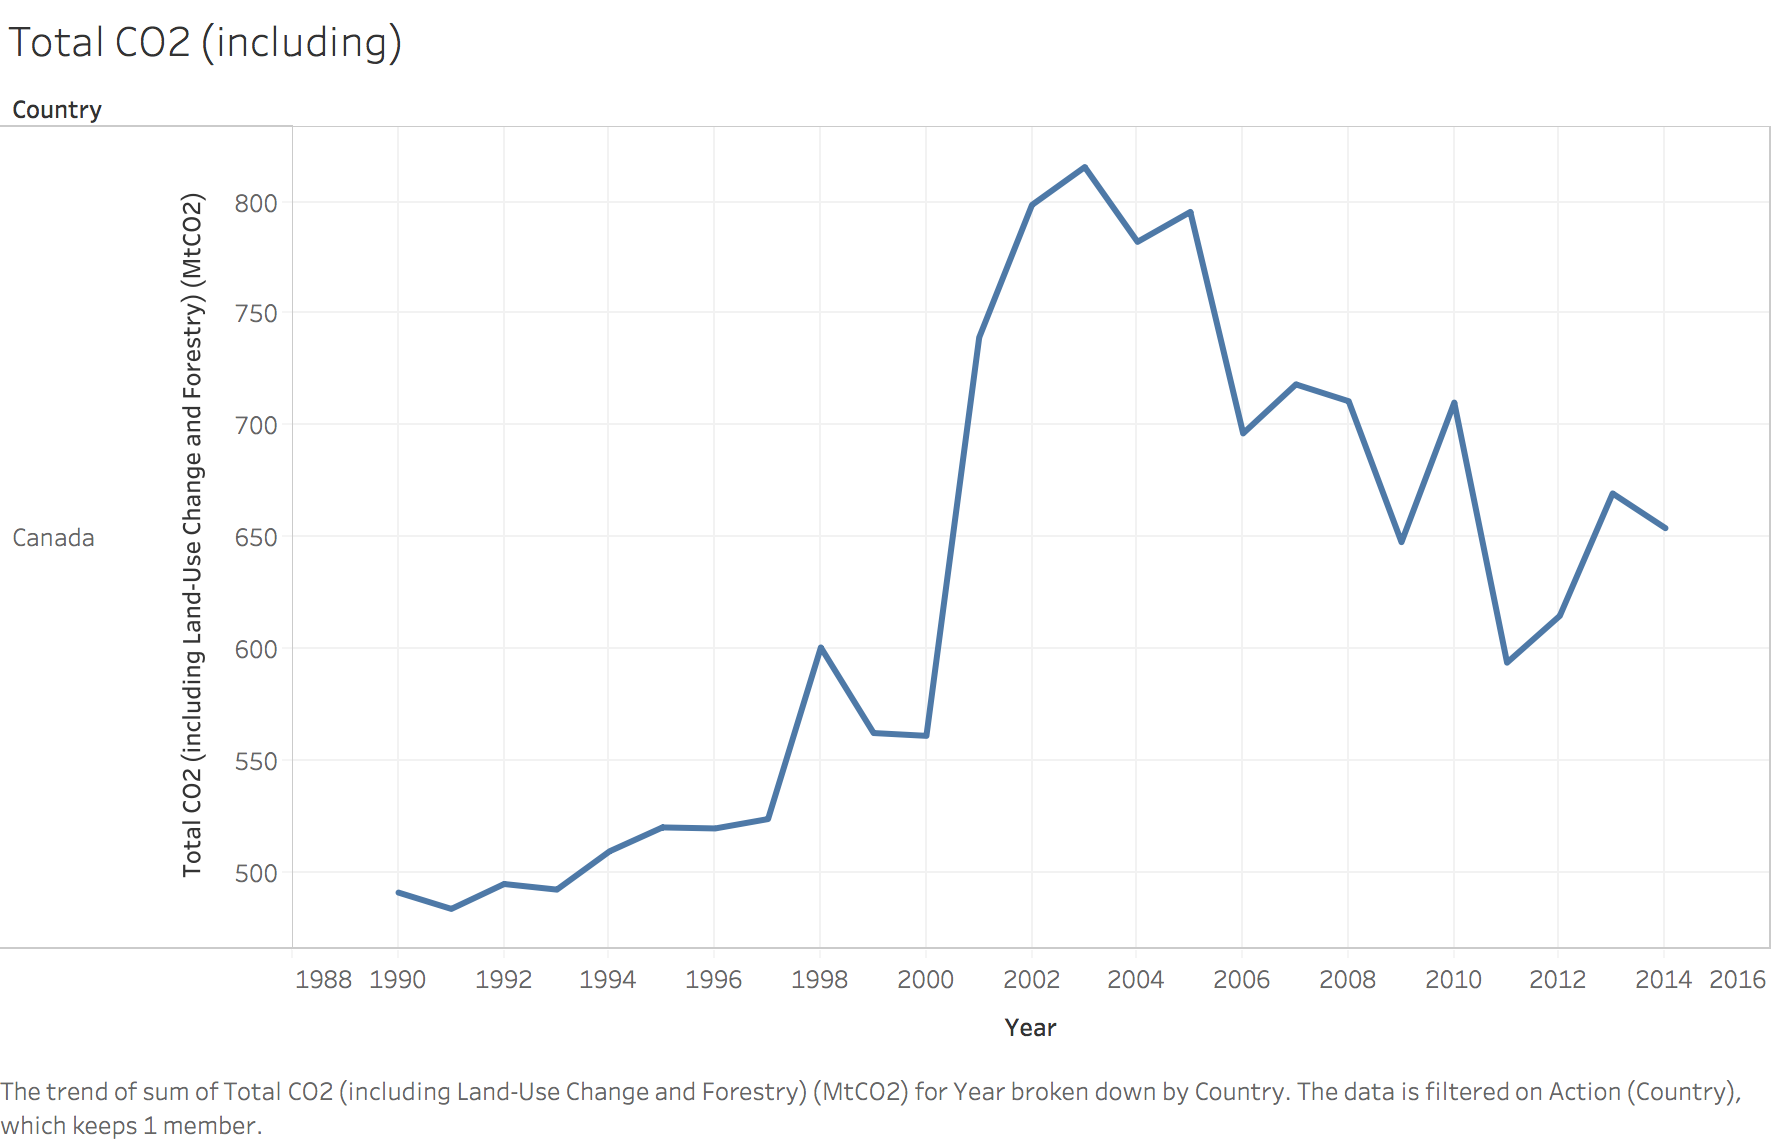 Total CO2 (including)
Country
Canada
Total CO2 (including Land-Use Change and Forestry) (MtCO2)
800
750
700
650
600
550
500
1988 1990 1992 1994 1996 1998 2000 2002 2004 2006 2008 2010 2012 2014 2016
Year
The trend of sum of Total CO2 (including Land-Use Change and Forestry) (MtCO2) for Year broken down by Country. The data is filtered on Action (Country),
which keeps 1 member.